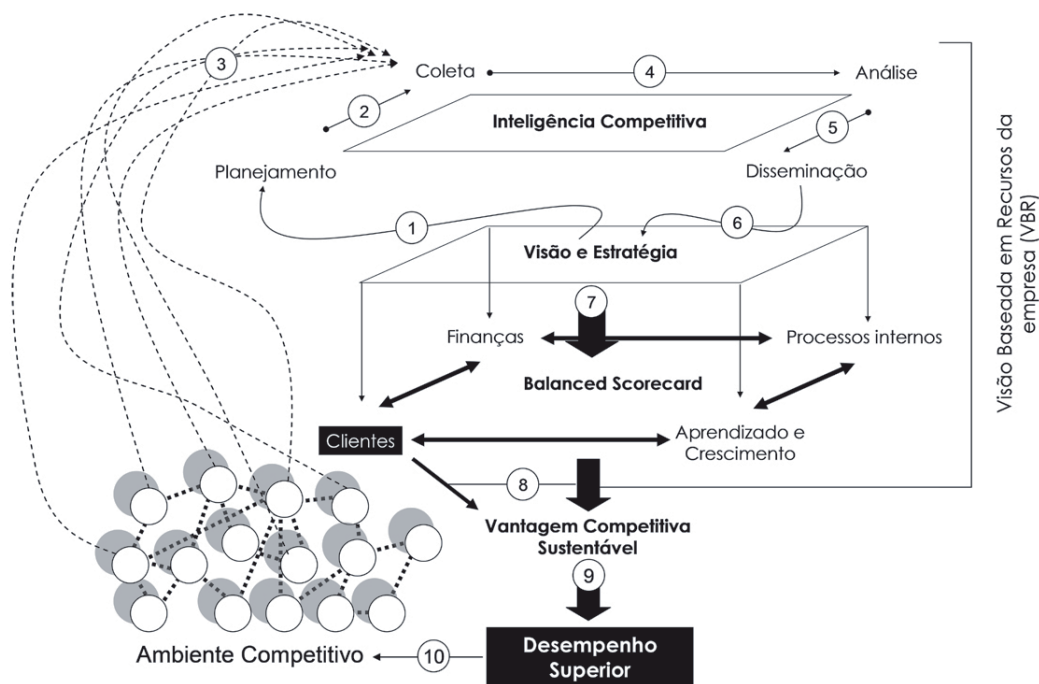 3
Coleta
4
Análise
2
Inteligência Competitiva
5
Planejamento
Disseminação
1
6
Visão e Estratégia
7
Finanças
Processos internos
Balanced Scorecard
Clientes
Aprendizado e
Crescimento
8
Vantagem Competitiva
Sustentável
9
Desempenho
Superior
10
Ambiente Competitivo
Visão Baseada em Recursos da
empresa (VBR)